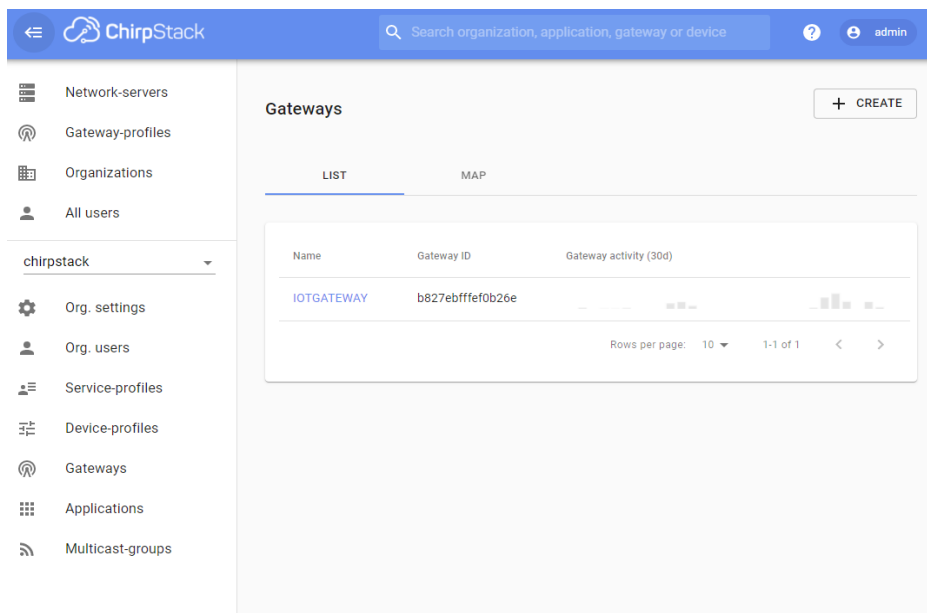 ChirpStack
Search organization, application, gateway or device
?
admin
Network-servers
Gateway-profiles
Organizations
All users
chirpstack
Org. settings
Org. users
Service-profiles
Device-profiles
Gateways
Applications
Multicast-groups
Gateways
+ CREATE
LIST MAP
Name Gateway ID Gateway activity (30d)
IOTGATEWAY b827ebfffef0b26e
Rows per page: 10 1-1 of 1 < >